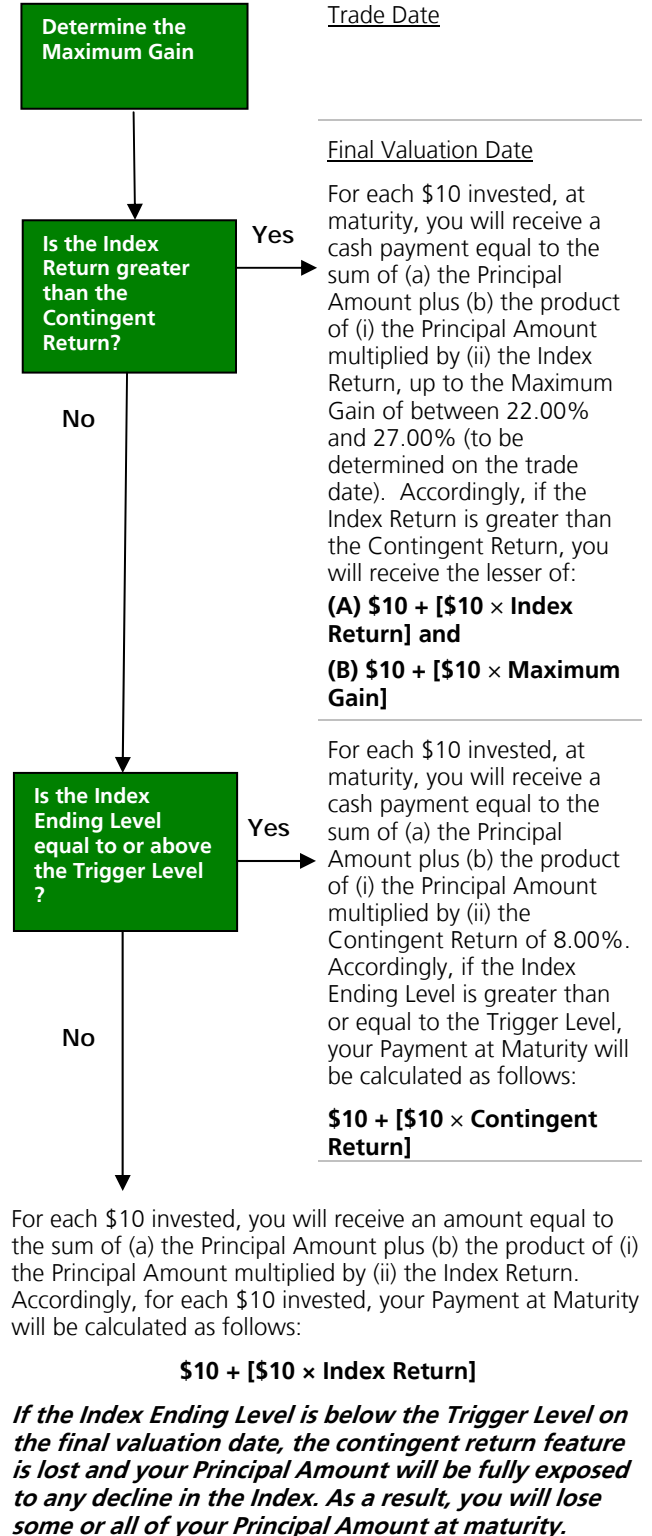 Determine the
Maximum Gain
Trade Date
Final Valuation Date
Is the Index
Return greater
than the
Contingent
Return?
Yes
No
For each $10 invested, at
maturity, you will receive a
cash payment equal to the
sum of (a) the Principal
Amount plus (b) the product
of (i) the Principal Amount
multiplied by (ii) the Index
Return, up to the Maximum
Gain of between 22.00%
and 27.00% (to be
determined on the trade
date).  Accordingly, if the
Index Return is greater than
the Contingent Return, you
will receive the lesser of:
(A) $10 + [$10 × Index
Return] and
(B) $10 + [$10 × Maximum
Gain]
Is the Index
Ending Level
equal to or above
the Trigger Level
?
Yes
No
For each $10 invested, at
maturity, you will receive a
cash payment equal to the
sum of (a) the Principal
Amount plus (b) the product
of (i) the Principal Amount
multiplied by (ii) the
Contingent Return of 8.00%.
Accordingly, if the Index
Ending Level is greater than
or equal to the Trigger Level,
your Payment at Maturity will
be calculated as follows:
$10 + [$10 × Contingent
Return]
For each $10 invested, you will receive an amount equal to
the sum of (a) the Principal Amount plus (b) the product of (i)
the Principal Amount multiplied by (ii) the Index Return.
Accordingly, for each $10 invested, your Payment at Maturity
will be calculated as follows:
$10 + [$10 × Index Return]
If the Index Ending Level is below the Trigger Level on
the final valuation date, the contingent return feature
is lost and your Principal Amount will be fully exposed
to any decline in the Index. As a result, you will lose
some or all of your Principal Amount at maturity.